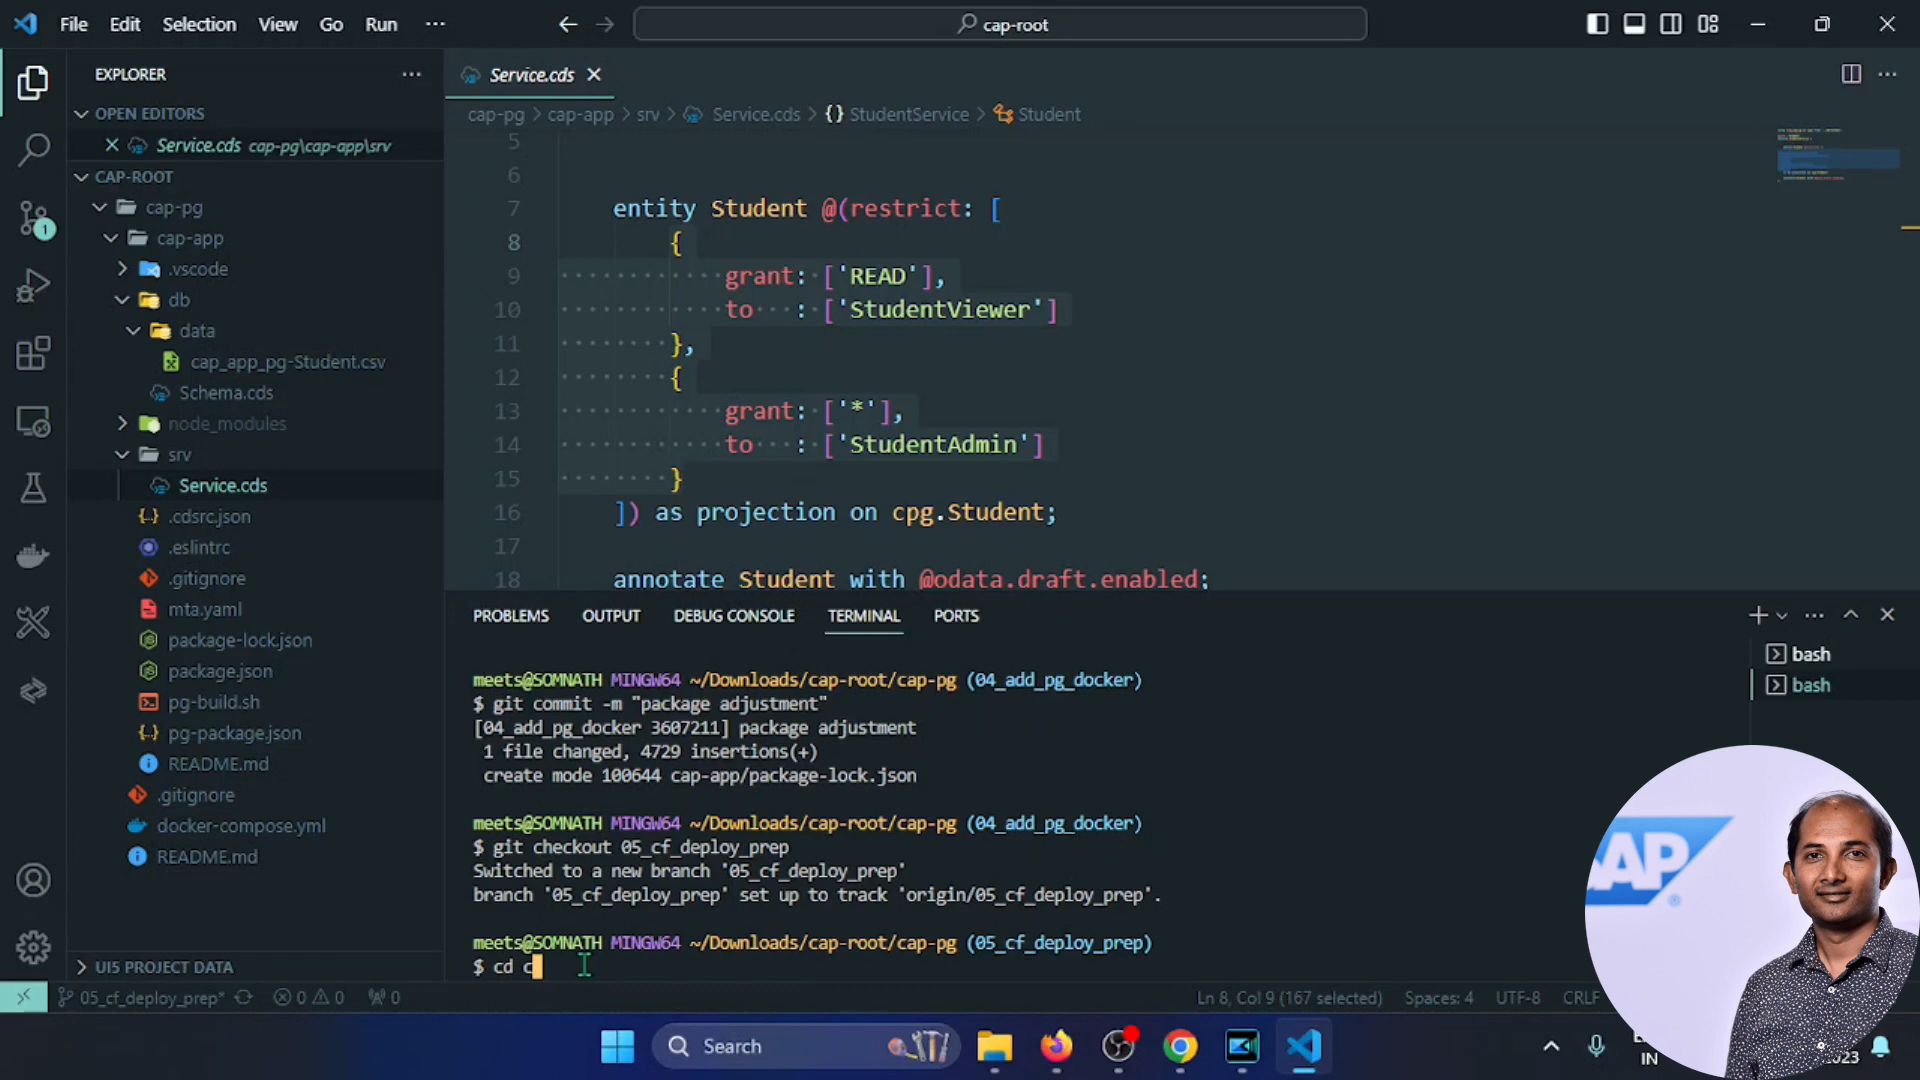 File Edit Selection View Go Run ···
cap-root
EXPLORER ···
OPEN EDITORS
Service.cds cap-pg\cap-app\srv
CAP-ROOT
cap-pg
cap-app
.vscode
db
data
cap_app_pg-Student.csv
Schema.cds
node_modules
srv
Service.cds
.cdsrc.json
.eslintrc
.gitignore
mta.yaml
package-lock.json
package.json
pg-build.sh
pg-package.json
README.md
.gitignore
docker-compose.yml
README.md
UI5 PROJECT DATA
1
Service.cds
cap-pg > cap-app > srv > Service.cds > {} StudentService > Student
5
6
7 entity Student @(restrict: [
8 {
9 grant: ['READ'],
10 to : ['StudentViewer']
11 },
12 {
13 grant: ['*'],
14 to : ['StudentAdmin']
15 }
16 ]) as projection on cpg.Student;
17
18 annotate Student with @odata.draft.enabled;
PROBLEMS OUTPUT DEBUG CONSOLE TERMINAL PORTS
bash
bash
meets@SOMNATH MINGW64 ~/Downloads/cap-root/cap-pg (04_add_pg_docker)
$ git commit -m "package adjustment"
[04_add_pg_docker 3607211] package adjustment
1 file changed, 4729 insertions(+)
create mode 100644 cap-app/package-lock.json
meets@SOMNATH MINGW64 ~/Downloads/cap-root/cap-pg (04_add_pg_docker)
$ git checkout 05_cf_deploy_prep
Switched to a new branch '05_cf_deploy_prep'
branch '05_cf_deploy_prep' set up to track 'origin/05_cf_deploy_prep'.
meets@SOMNATH MINGW64 ~/Downloads/cap-root/cap-pg (05_cf_deploy_prep)
$ cd c
05_cf_deploy_prep* 0 0 0
Ln 8, Col 9 (167 selected) Spaces: 4 UTF-8 CRLF
AP
Search
IN
2023